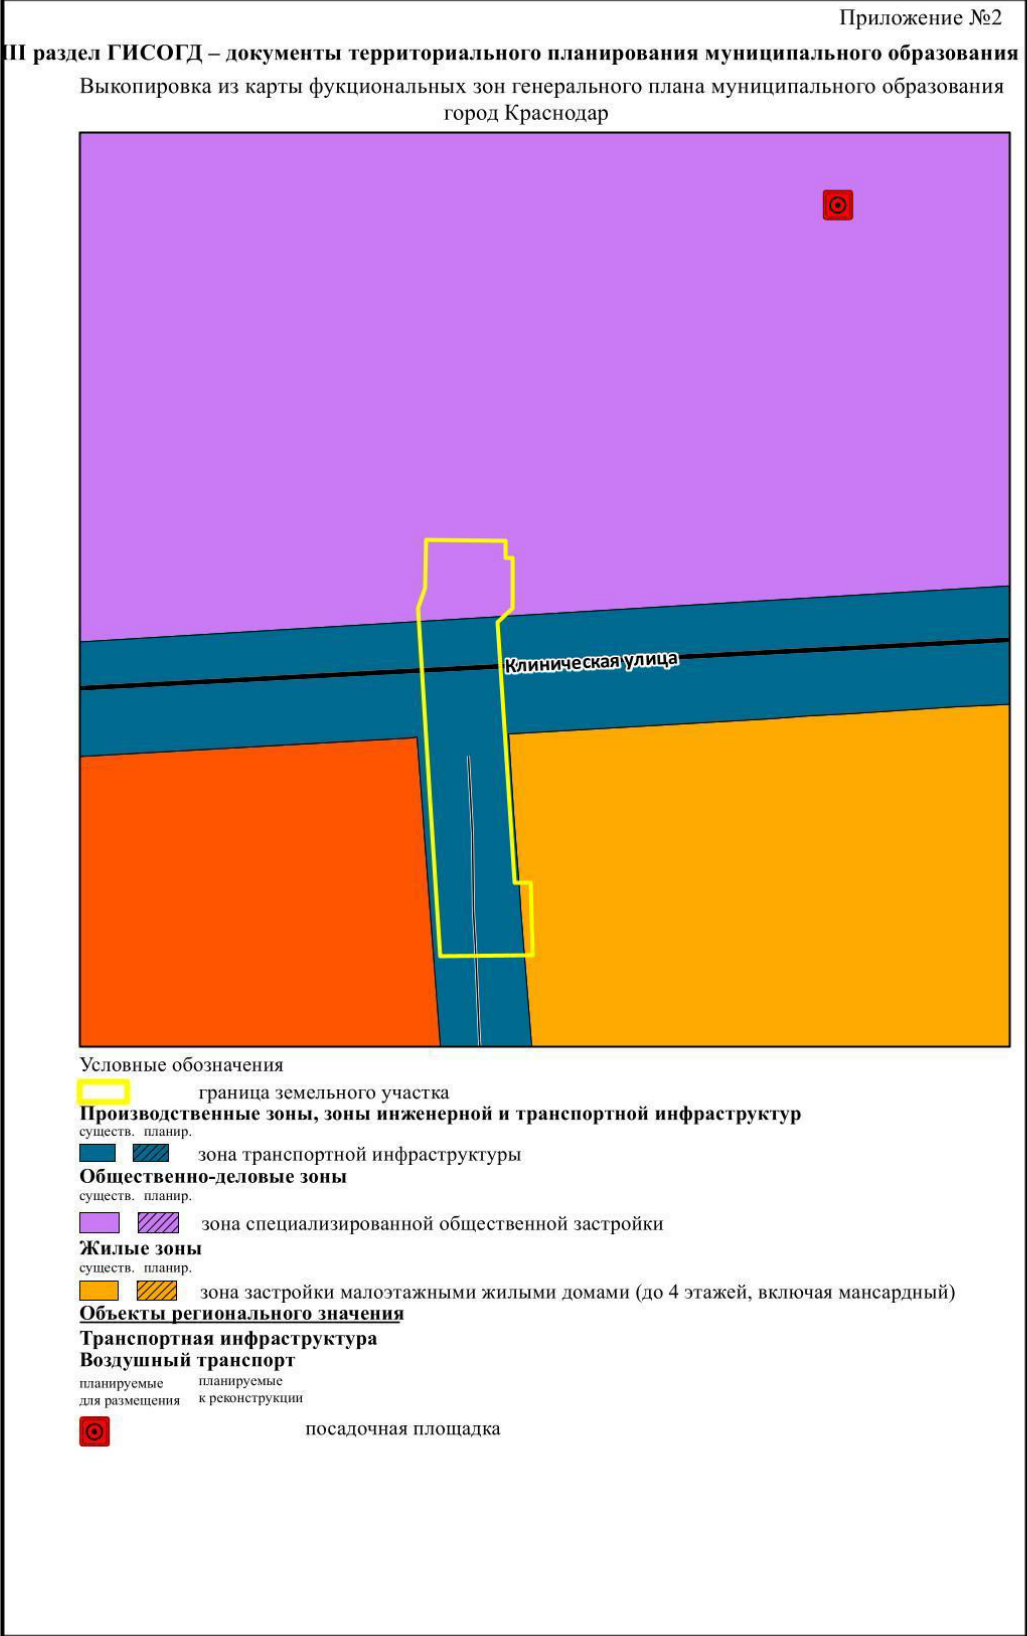 Приложение №2
III раздел ГИСОГД – документы территориального планирования муниципального образования
Выкопировка из карты фукциональных зон генерального плана муниципального образования
город Краснодар
Клиническая улица
Условные обозначения
граница земельного участка
Производственные зоны, зоны инженерной и транспортной инфраструктур
существ. планир.
зона транспортной инфраструктуры
Общественно-деловые зоны
существ. планир.
зона специализированной общественной застройки
Жилые зоны
существ. планир.
зона застройки малоэтажными жилыми домами (до 4 этажей, включая мансардный)
Объекты регионального значения
Транспортная инфраструктура
Воздушный транспорт
планируемые планируемые
для размещения к реконструкции
посадочная площадка